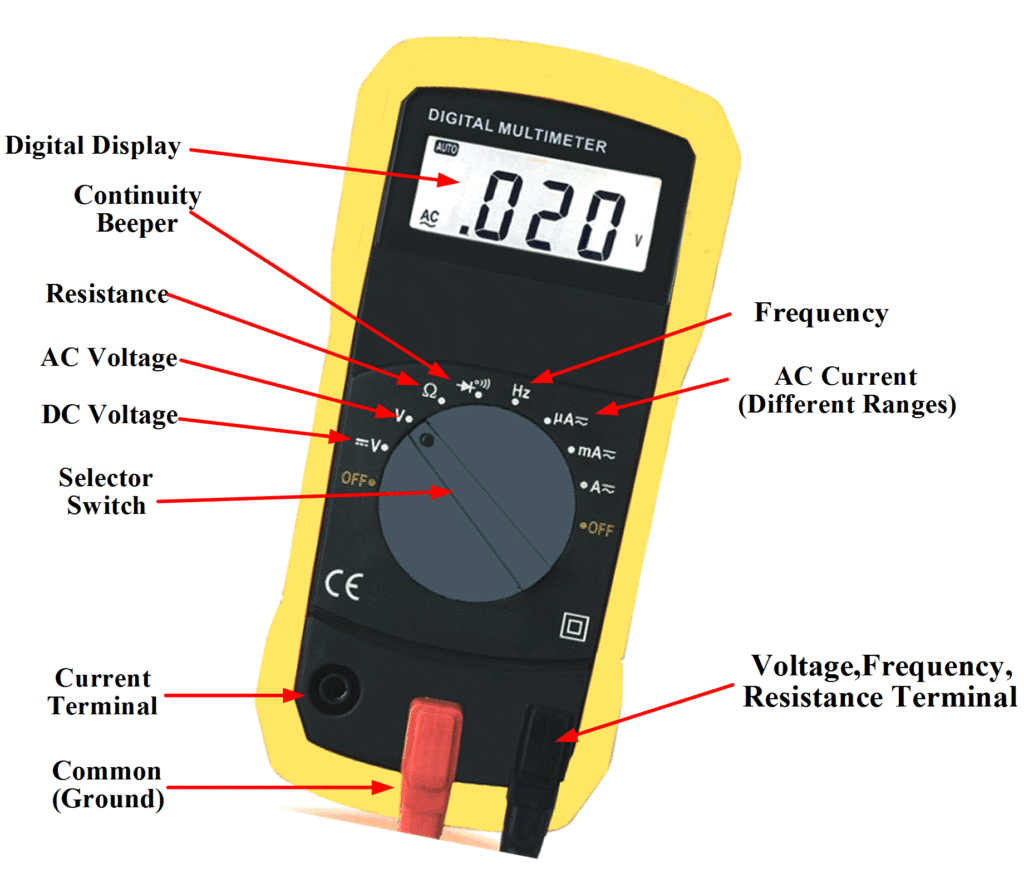 DIGITAL MULTIMETER
Digital Display
AUTO
.020
AC
V
Continuity
Beeper
Resistance
AC Voltage
DC Voltage
Selector
Switch
Frequency
AC Current
(Different Ranges)
Ω
Hz
V
μA
V
mA
OFF
A
OFF
CE
Current
Terminal
Voltage,Frequency,
Resistance Terminal
Common
(Ground)